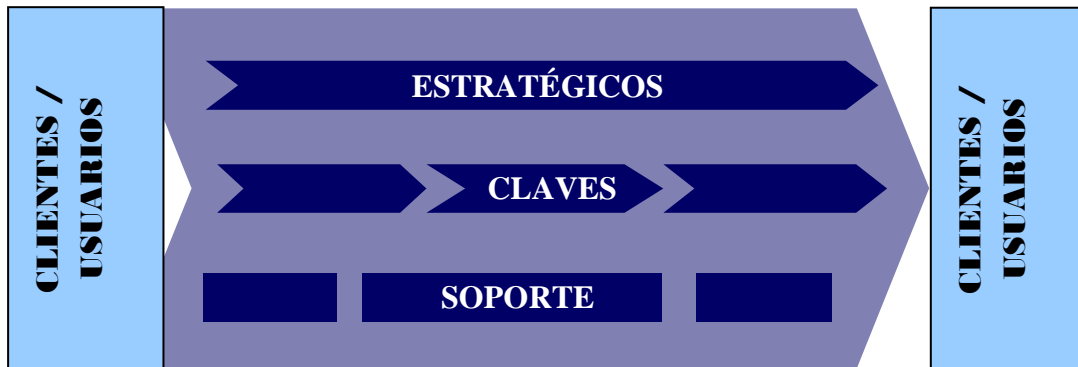 CLIENTES /
USUARIOS
ESTRATÉGICOS
CLAVES
SOPORTE
CLIENTES /
USUARIOS